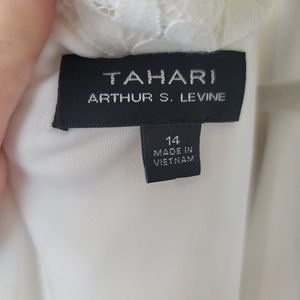 TAHARI
ARTHUR S. LEVINE
14
MADE IN
VIETNAM